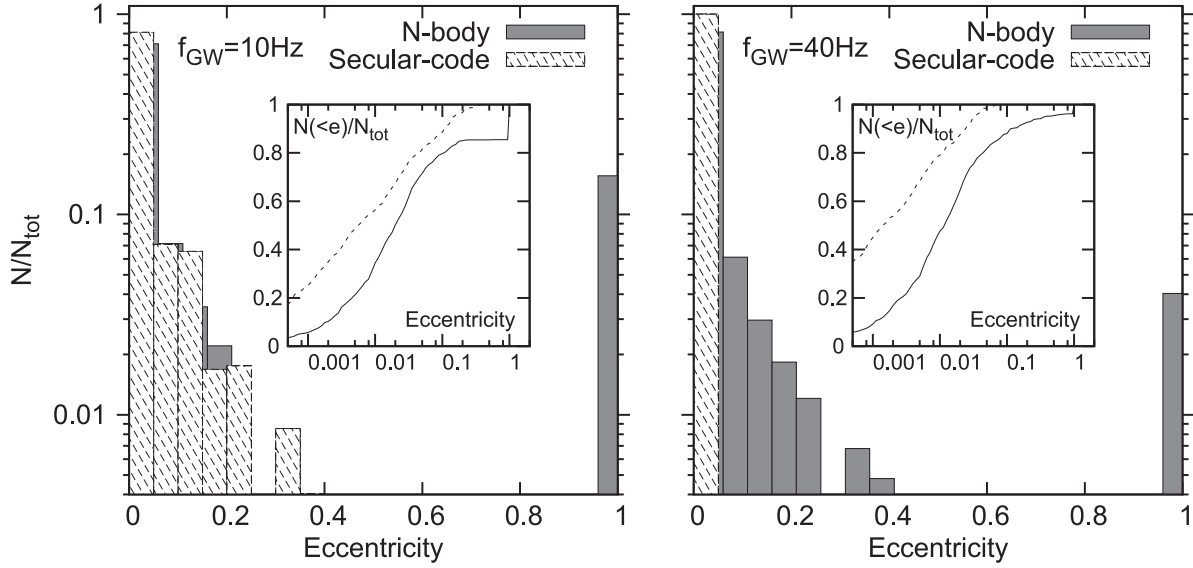 1
0.1
0.01
N/N_tot
f_GW=10Hz
N-body
Secular-code
N(<e)/N_tot
1
0.8
0.6
0.4
0.2
0
0.001 0.01 0.1 1
Eccentricity
0 0.2 0.4 0.6 0.8 1
Eccentricity
f_GW=40Hz
N-body
Secular-code
N(<e)/N_tot
1
0.8
0.6
0.4
0.2
0
0.001 0.01 0.1 1
Eccentricity
0 0.2 0.4 0.6 0.8 1
Eccentricity